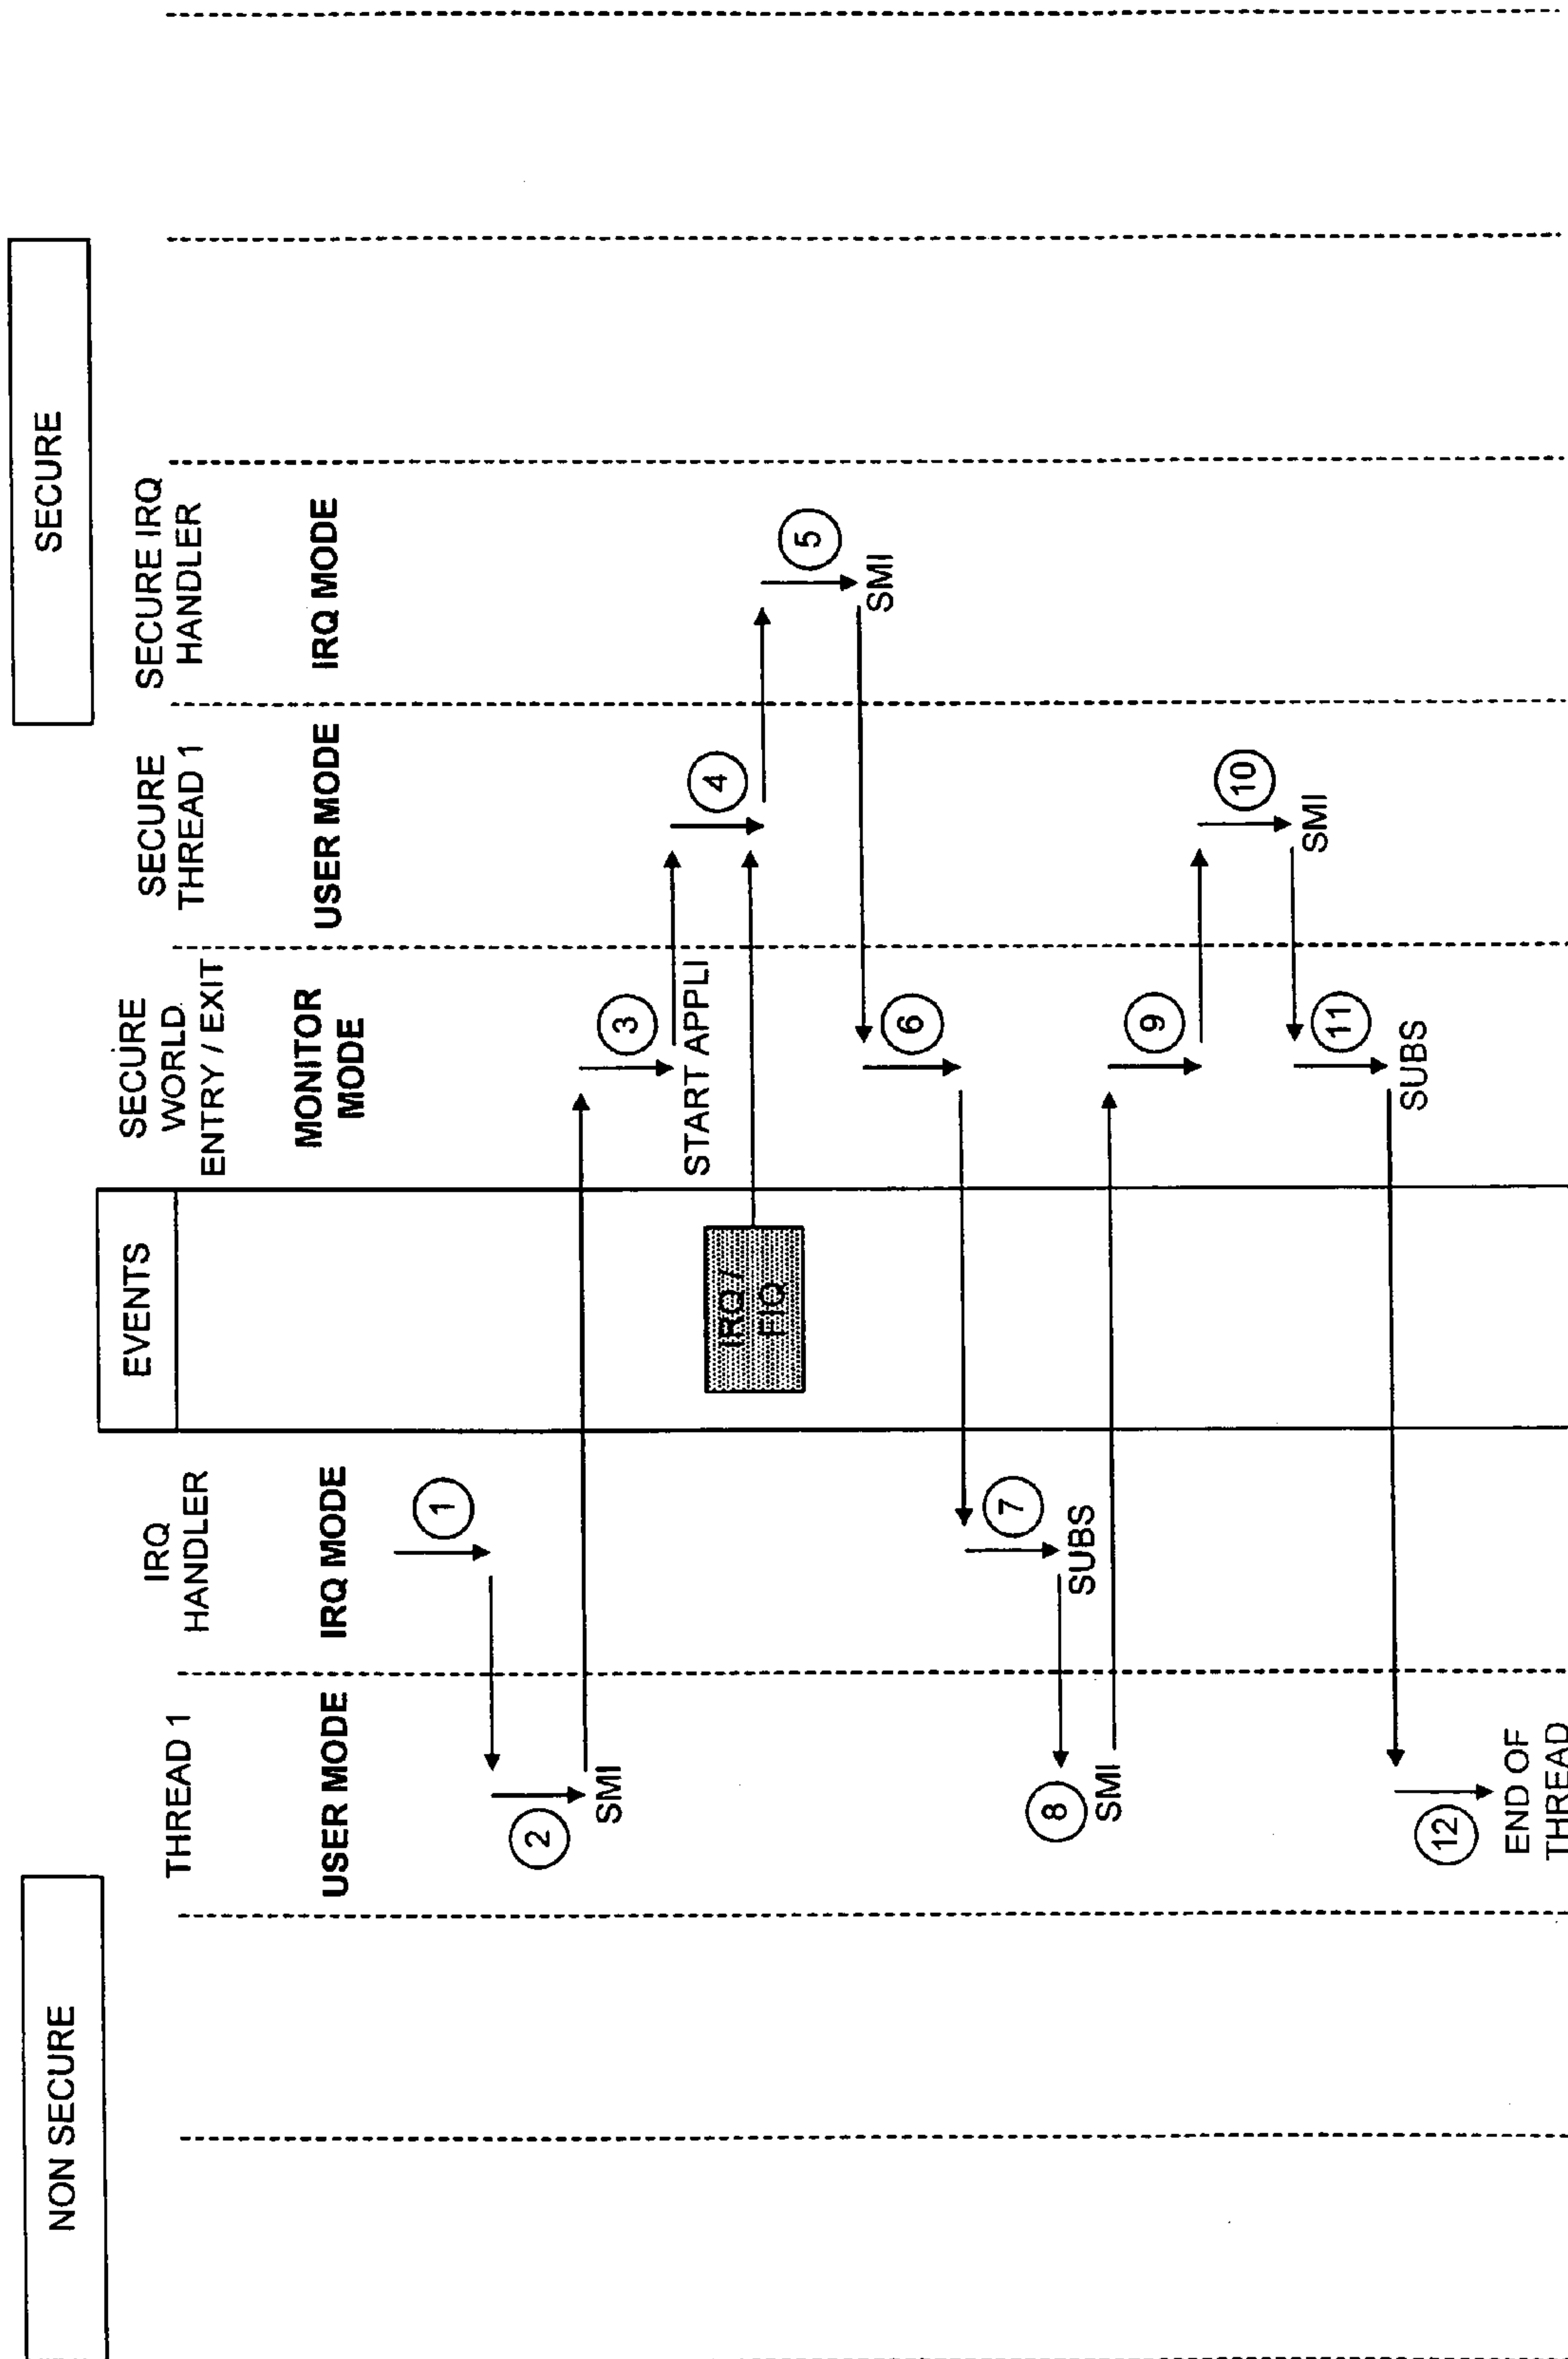 NON SECURE
SECURE
EVENTS
THREAD 1
IRQ
HANDLER
SECURE
WORLD
ENTRY / EXIT
SECURE
THREAD 1
SECURE IRQ
HANDLER
USER MODE
IRQ MODE
MONITOR
MODE
USER MODE
IRQ MODE
1
2
SMI
3
START APPLI
IRQ /
FIQ
4
5
SMI
6
7
SUBS
8
SMI
9
10
SMI
11
SUBS
12
END OF
THREAD